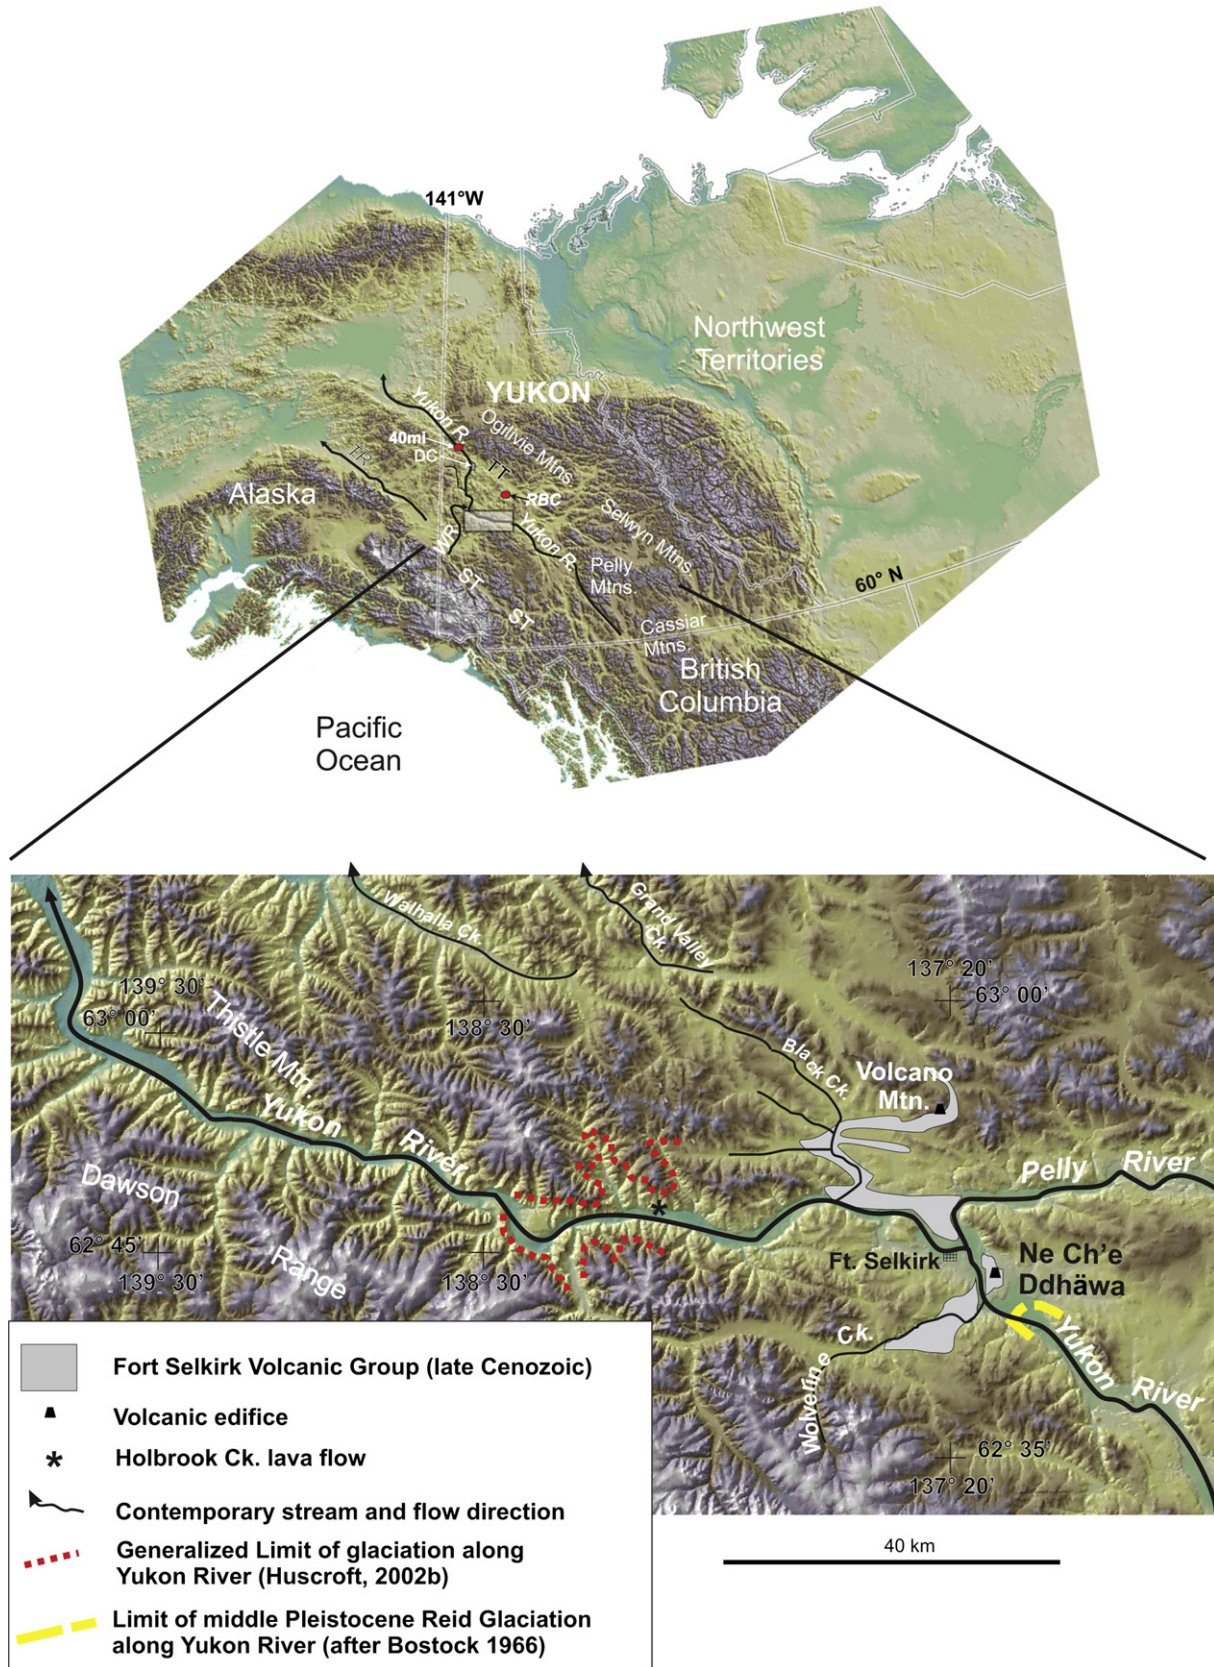 141°W
Northwest
Territories
YUKON
Yukon R.
Ogilvie Mtns.
40mi
DC
TT
TR
Alaska
RBC
Selwyn Mtns.
WR
Yukon R.
Pelly
Mtns.
ST
ST
60° N
Cassiar
Mtns.
British
Columbia
Pacific
Ocean
Walhalla Ck.
Grand Valley
Ck.
137° 20’
63° 00’
139° 30’
63° 00’
138° 30’
Thistle Mtn.
Black Ck.
Volcano
Mtn.
Yukon
River
Pelly River
Dawson
Range
*
62° 45’
139° 30’
138° 30’
Ft. Selkirk
Ne Ch’e
Ddhäwa
Wolverine Ck.
Yukon River
62° 35’
137° 20’
40 km
Fort Selkirk Volcanic Group (late Cenozoic)
Volcanic edifice
* Holbrook Ck. lava flow
Contemporary stream and flow direction
Generalized Limit of glaciation along
Yukon River (Huscroft, 2002b)
Limit of middle Pleistocene Reid Glaciation
along Yukon River (after Bostock 1966)